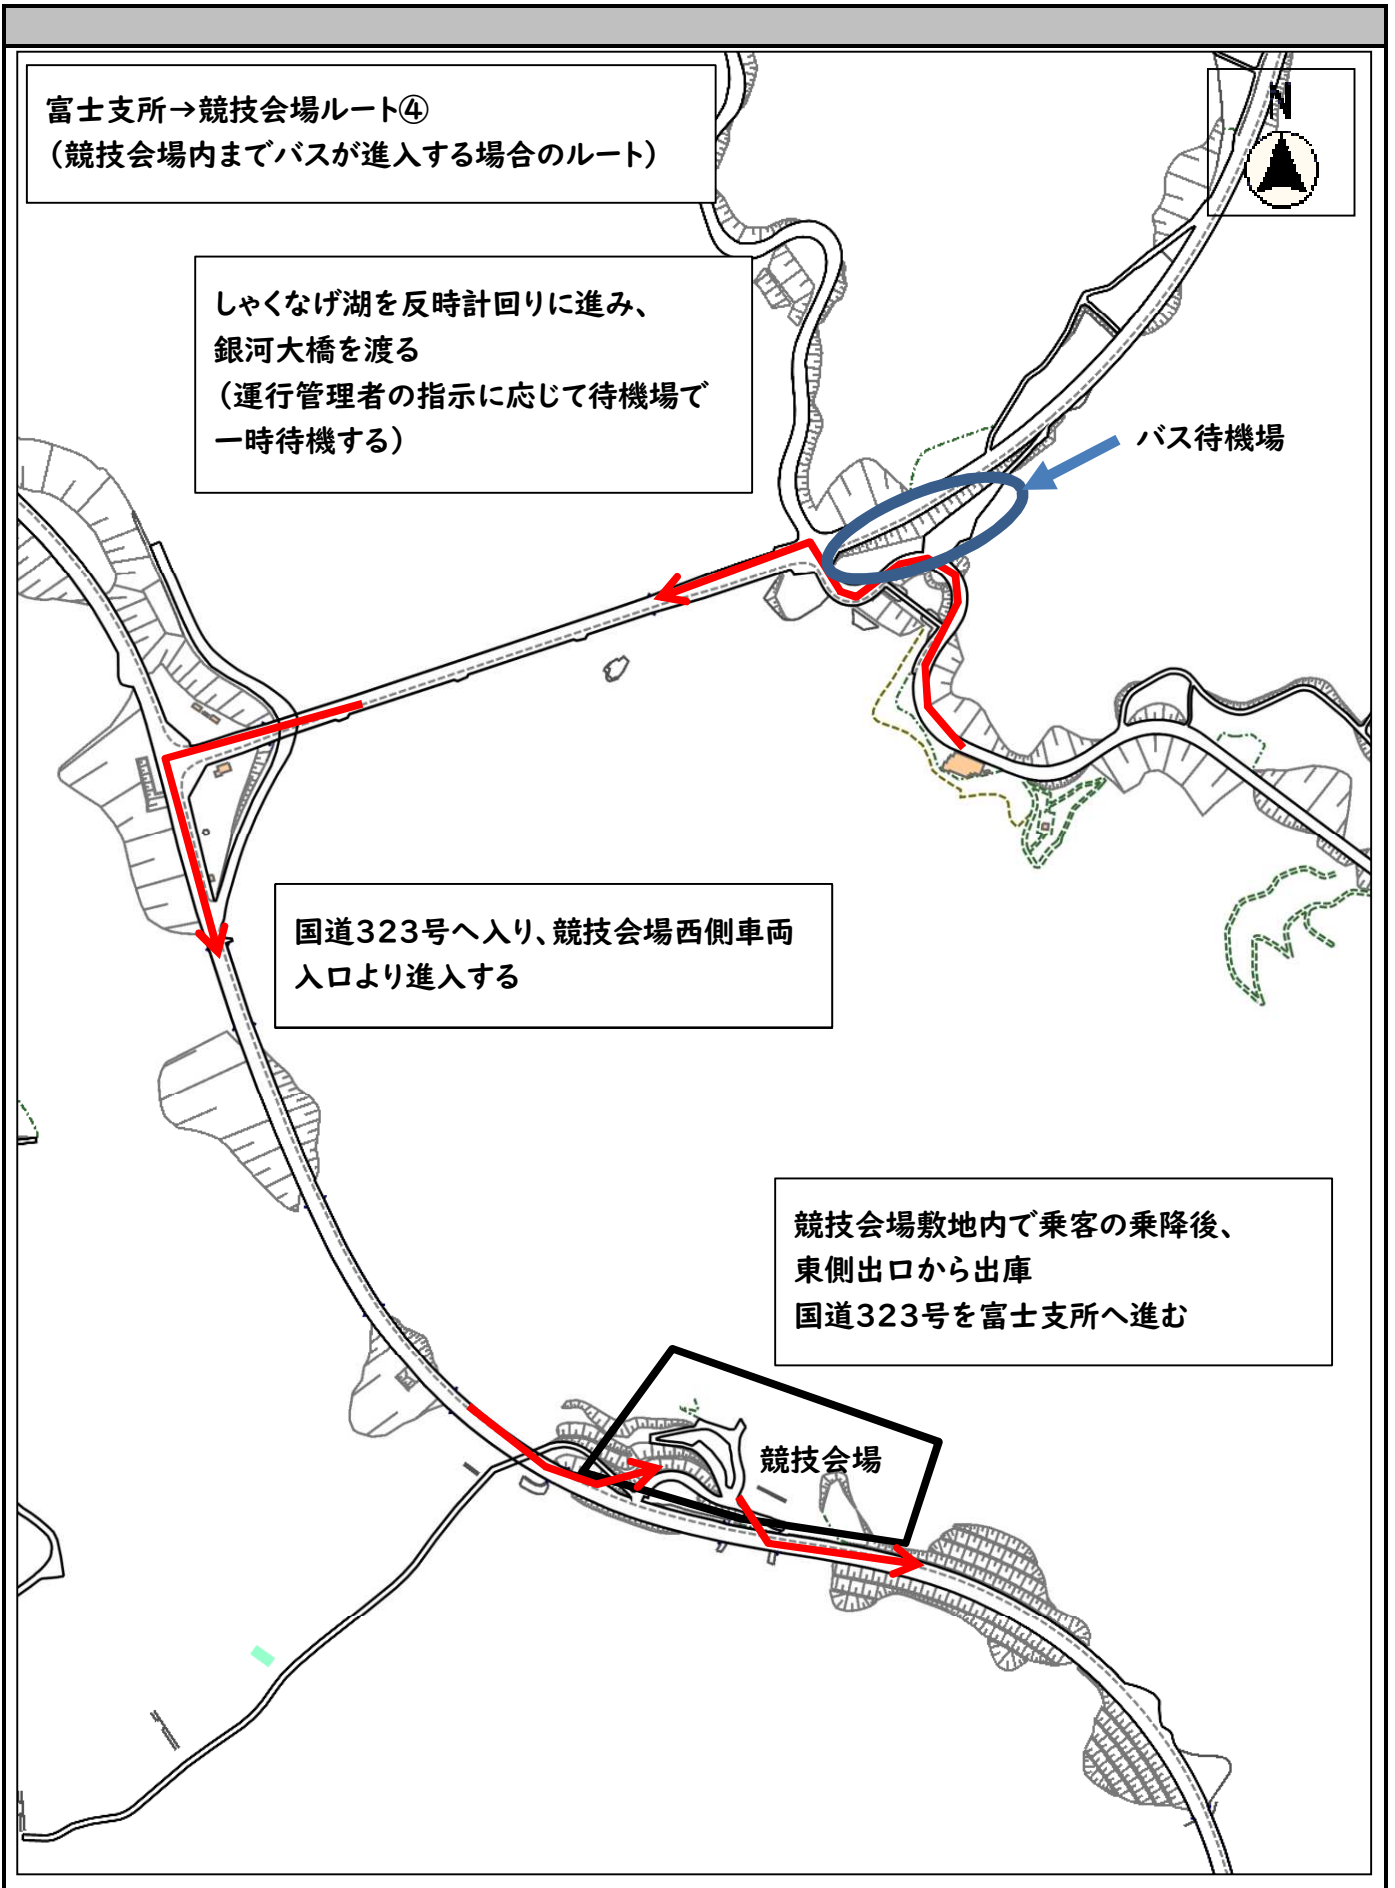 富士支所→競技会場ルート④
（競技会場内までバスが進入する場合のルート）
N
しゃくなげ湖を反時計回りに進み、
銀河大橋を渡る
（運行管理者の指示に応じて待機場で
一時待機する）
バス待機場
国道323号へ入り、競技会場西側車両
入口より進入する
競技会場敷地内で乗客の乗降後、
東側出口から出庫
国道323号を富士支所へ進む
競技会場